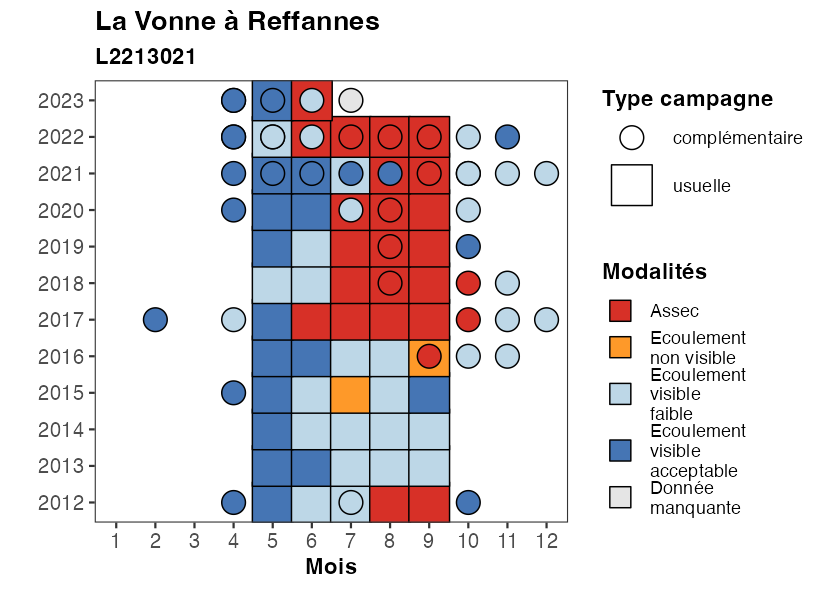 La Vonne à Reffannes
L2213021
2023
2022
2021
2020
2019
2018
2017
2016
2015
2014
2013
2012
1 2 3 4 5 6 7 8 9 10 11 12
Mois
Type campagne
complémentaire
usuelle
Modalités
Assec
Ecoulement
non visible
Ecoulement
visible
faible
Ecoulement
visible
acceptable
Donnée
manquante